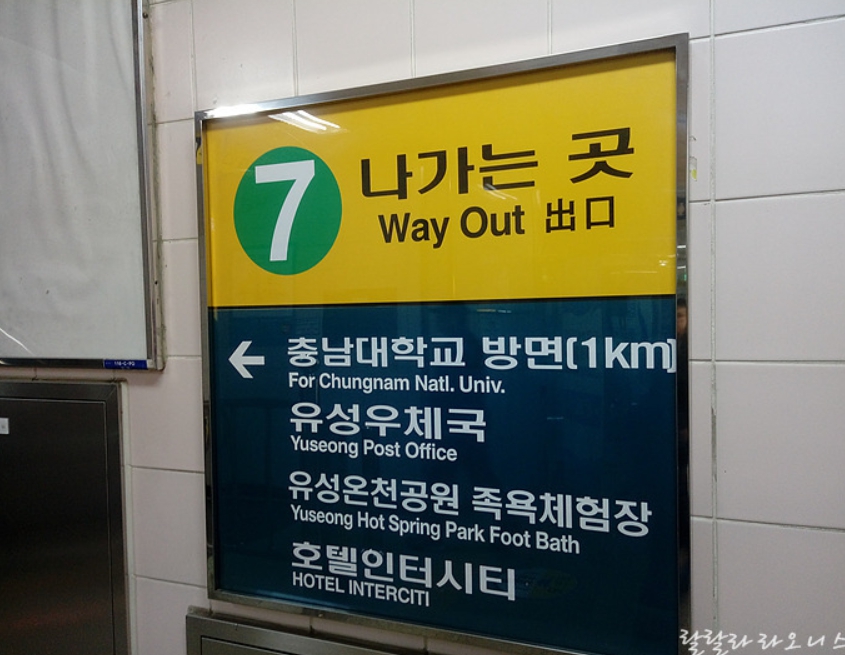 7
나가는 곳
Way Out 出口
충남대학교 방면(1km)
For Chungnam Natl. Univ.
유성우체국
Yuseong Post Office
유성온천공원 족욕체험장
Yuseong Hot Spring Park Foot Bath
호텔인터시티
HOTEL INTERCITI
랄랄라 라오니스